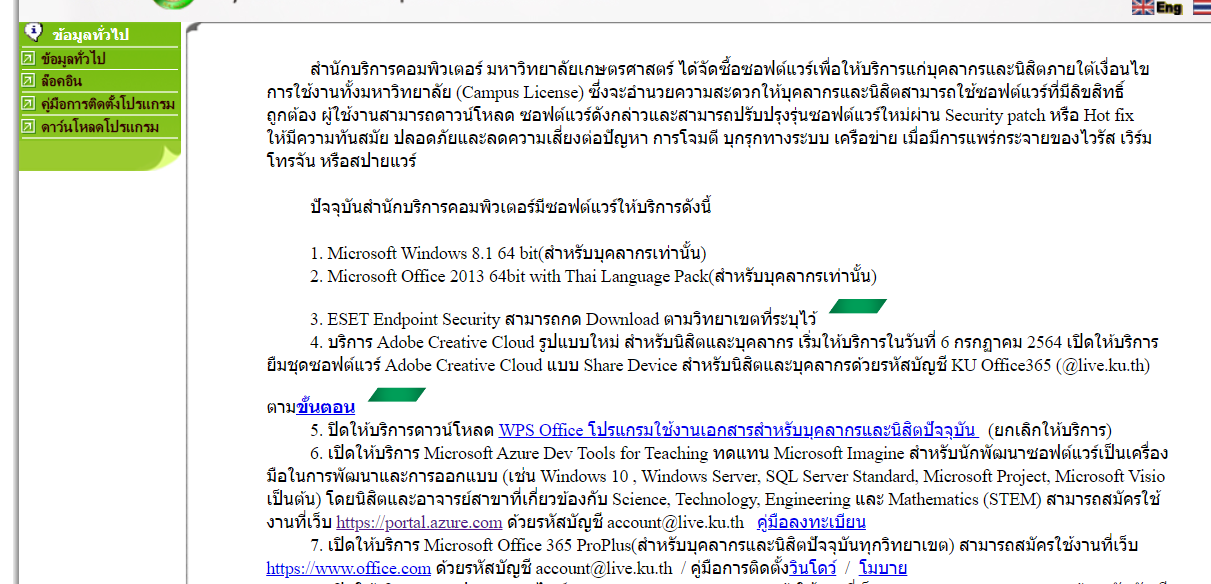 Eng
ข้อมูลทั่วไป
ข้อมูลทั่วไป
ล็อคอิน
คู่มือการติดตั้งโปรแกรม
ดาว์นโหลดโปรแกรม
สำนักบริการคอมพิวเตอร์ มหาวิทยาลัยเกษตรศาสตร์ ได้จัดซื้อซอฟต์แวร์เพื่อให้บริการแก่บุคลากรและนิสิตภายใต้เงื่อนไข
การใช้งานทั้งมหาวิทยาลัย (Campus License) ซึ่งจะอำนวยความสะดวกให้บุคลากรและนิสิตสามารถใช้ซอฟต์แวร์ที่มีลิขสิทธิ์
ถูกต้อง ผู้ใช้งานสามารถดาวน์โหลด ซอฟต์แวร์ดังกล่าวและสามารถปรับปรุงรุ่นซอฟต์แวร์ใหม่ผ่าน Security patch หรือ Hot fix
ให้มีความทันสมัย ปลอดภัยและลดความเสี่ยงต่อปัญหา การโจมตี บุกรุกทางระบบ เครือข่าย เมื่อมีการแพร่กระจายของไวรัส เวิร์ม
โทรจัน หรือสปายแวร์
ปัจจุบันสำนักบริการคอมพิวเตอร์มีซอฟต์แวร์ให้บริการดังนี้
1. Microsoft Windows 8.1 64 bit(สำหรับบุคลากรเท่านั้น)
2. Microsoft Office 2013 64bit with Thai Language Pack(สำหรับบุคลากรเท่านั้น)
3. ESET Endpoint Security สามารถกด Download ตามวิทยาเขตที่ระบุไว้
4. บริการ Adobe Creative Cloud รูปแบบใหม่ สำหรับนิสิตและบุคลากร เริ่มให้บริการในวันที่ 6 กรกฏาคม 2564 เปิดให้บริการ
ยืมชุดซอฟต์แวร์ Adobe Creative Cloud แบบ Share Device สำหรับนิสิตและบุคลากรด้วยรหัสบัญชี KU Office365 (@live.ku.th)
ตามขั้นตอน
5. ปิดให้บริการดาวน์โหลด WPS Office โปรแกรมใช้งานเอกสารสำหรับบุคลากรและนิสิตปัจจุบัน (ยกเลิกให้บริการ)
6. เปิดให้บริการ Microsoft Azure Dev Tools for Teaching ทดแทน Microsoft Imagine สำหรับนักพัฒนาซอฟต์แวร์เป็นเครื่อง
มือในการพัฒนาและการออกแบบ (เช่น Windows 10 , Windows Server, SQL Server Standard, Microsoft Project, Microsoft Visio
เป็นต้น) โดยนิสิตและอาจารย์สาขาที่เกี่ยวข้องกับ Science, Technology, Engineering และ Mathematics (STEM) สามารถสมัครใช้
งานที่เว็บ https://portal.azure.com ด้วยรหัสบัญชี account@live.ku.th คู่มือลงทะเบียน
7. เปิดให้บริการ Microsoft Office 365 ProPlus(สำหรับบุคลากรและนิสิตปัจจุบันทุกวิทยาเขต) สามารถสมัครใช้งานที่เว็บ
https://www.office.com ด้วยรหัสบัญชี account@live.ku.th / คู่มือการติดตั้งวินโดว์ / โมบาย